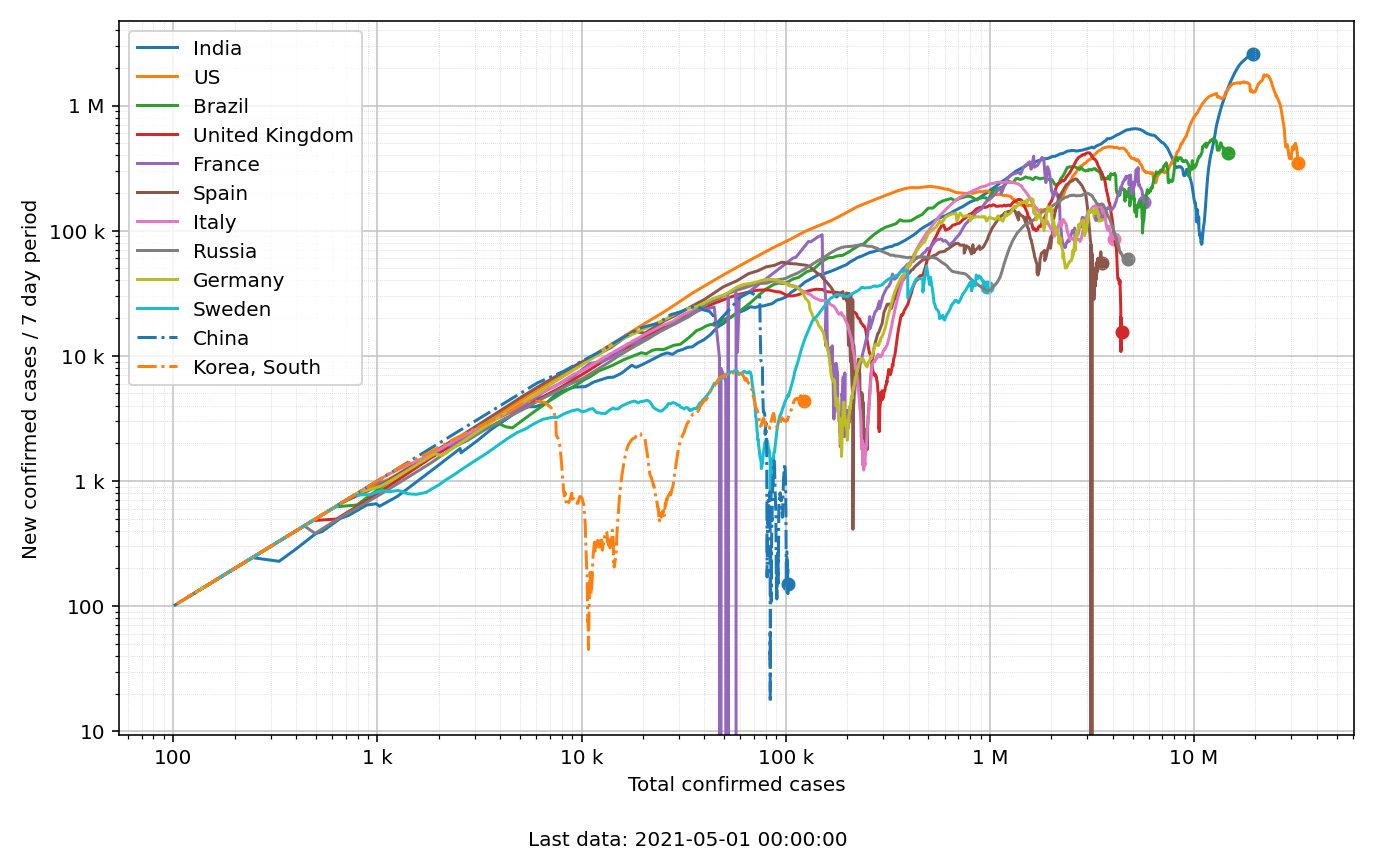 India
US
Brazil
United Kingdom
France
Spain
Italy
Russia
Germany
Sweden
China
Korea, South
New confirmed cases / 7 day period
1 M
100 k
10 k
1 k
100
10
100
1 k
10 k
100 k
1 M
10 M
Total confirmed cases
Last data: 2021-05-01 00:00:00